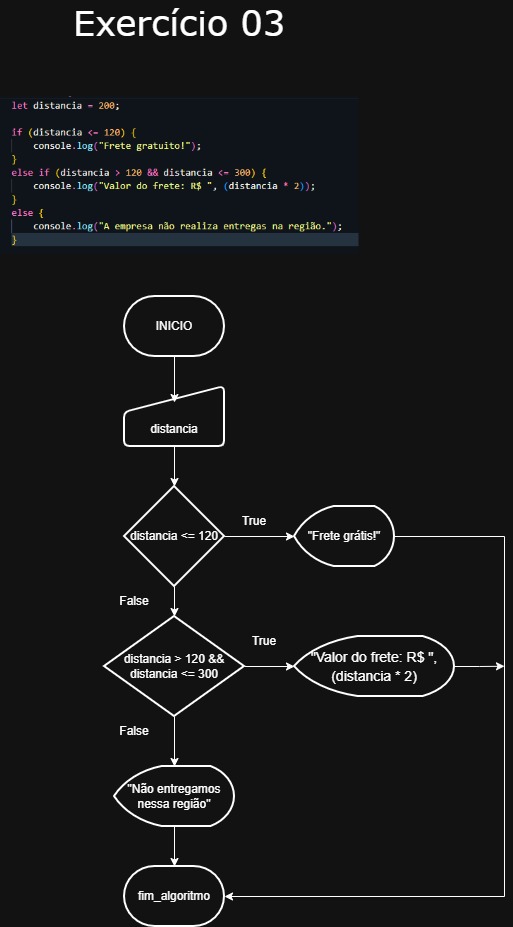 Exercício 03
let distancia = 200;
if (distancia <= 120) {
console.log("Frete gratuito!");
}
else if (distancia > 120 && distancia <= 300) {
console.log("Valor do frete: R$ ", (distancia * 2));
}
else {
console.log("A empresa não realiza entregas na região.");
}
INICIO
distancia
distancia <= 120
True
"Frete grátis!"
False
distancia > 120 &&
distancia <= 300
True
"Valor do frete: R$ ",
(distancia * 2)
False
"Não entregamos
nessa região"
fim_algoritmo